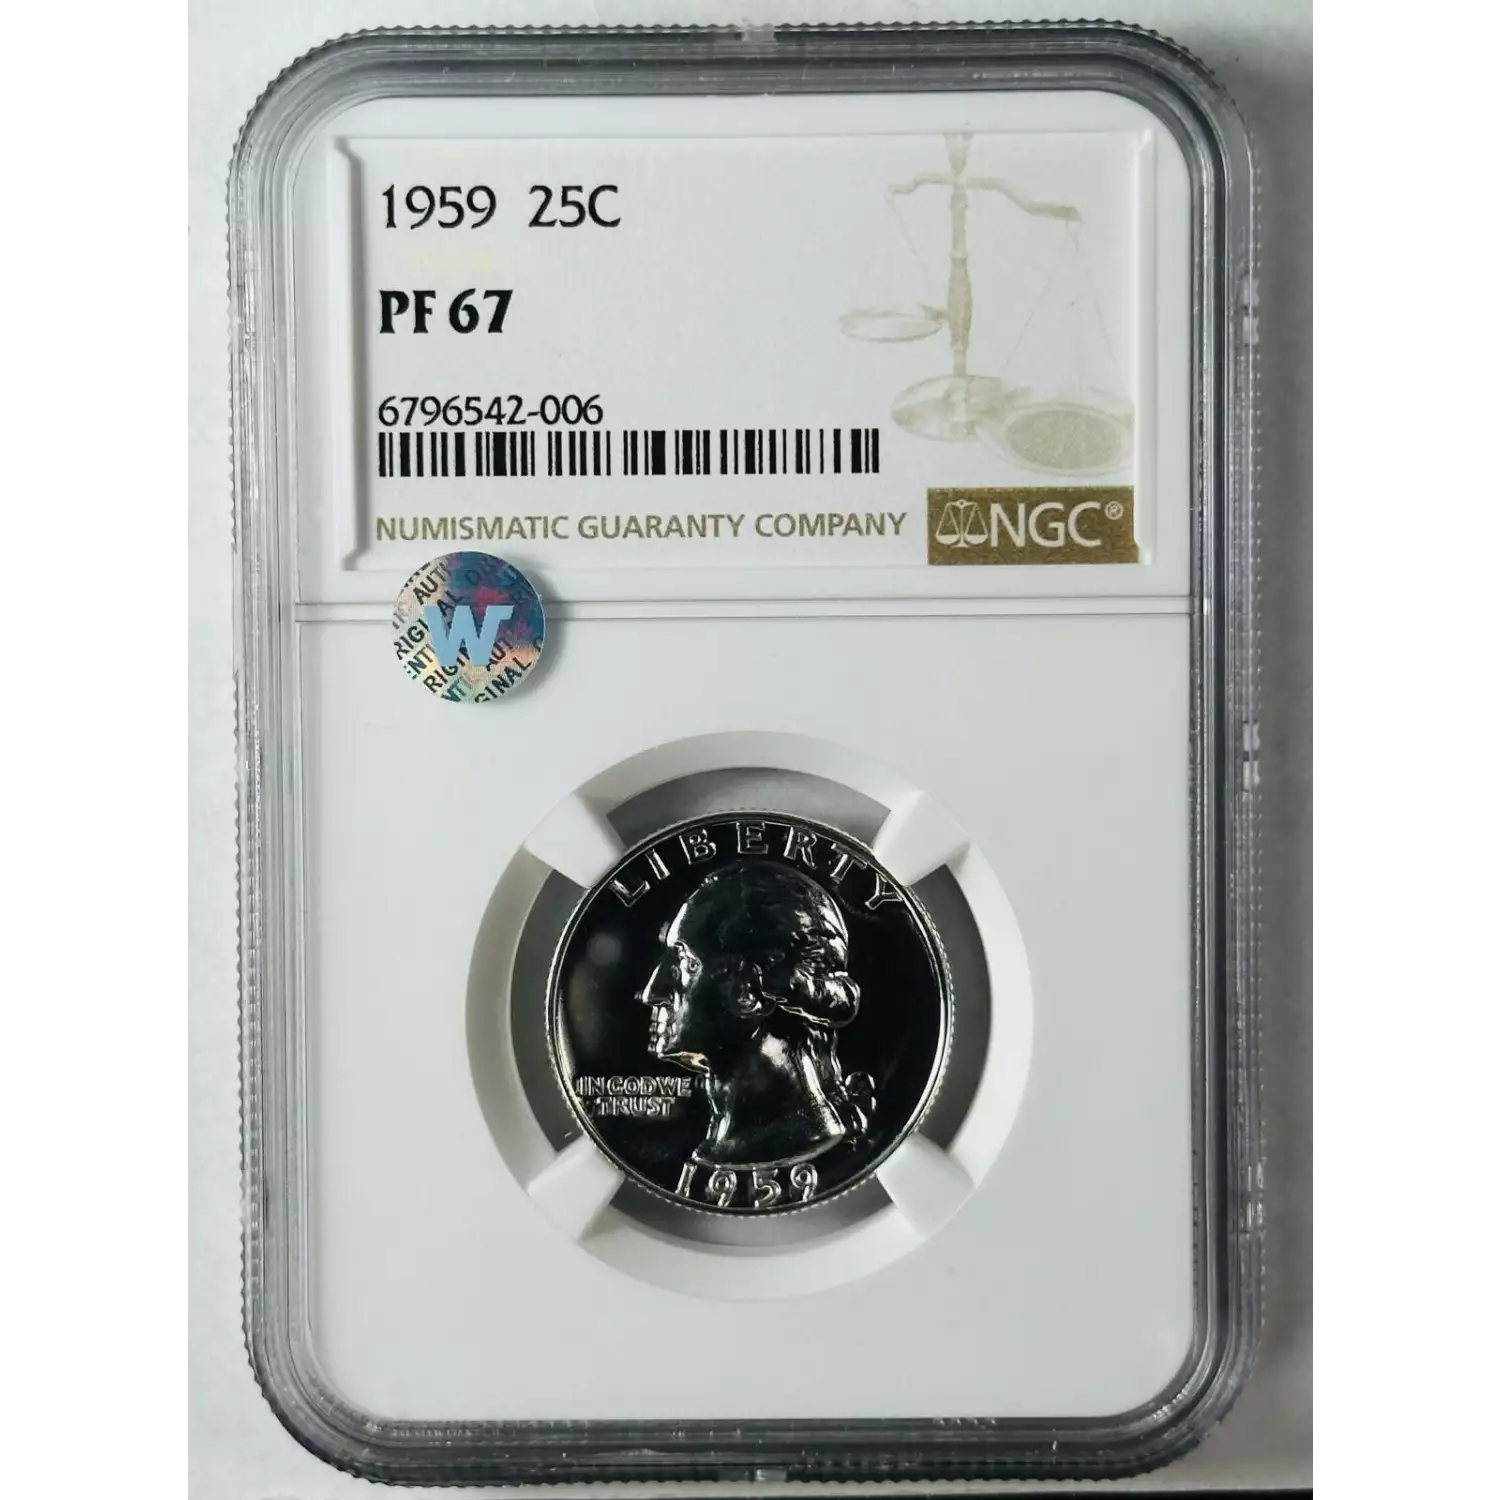 1959 25C
PF 67
6796542-006
NUMISMATIC GUARANTY COMPANY NGC®
W
LIBERTY
IN GOD WE
TRUST
1959